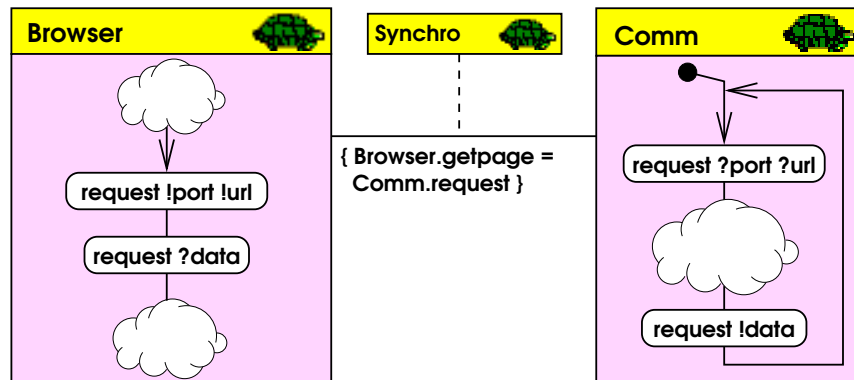 Browser
request !port !url
request ?data
Synchro
{ Browser.getpage =
Comm.request }
Comm
request ?port ?url
request !data